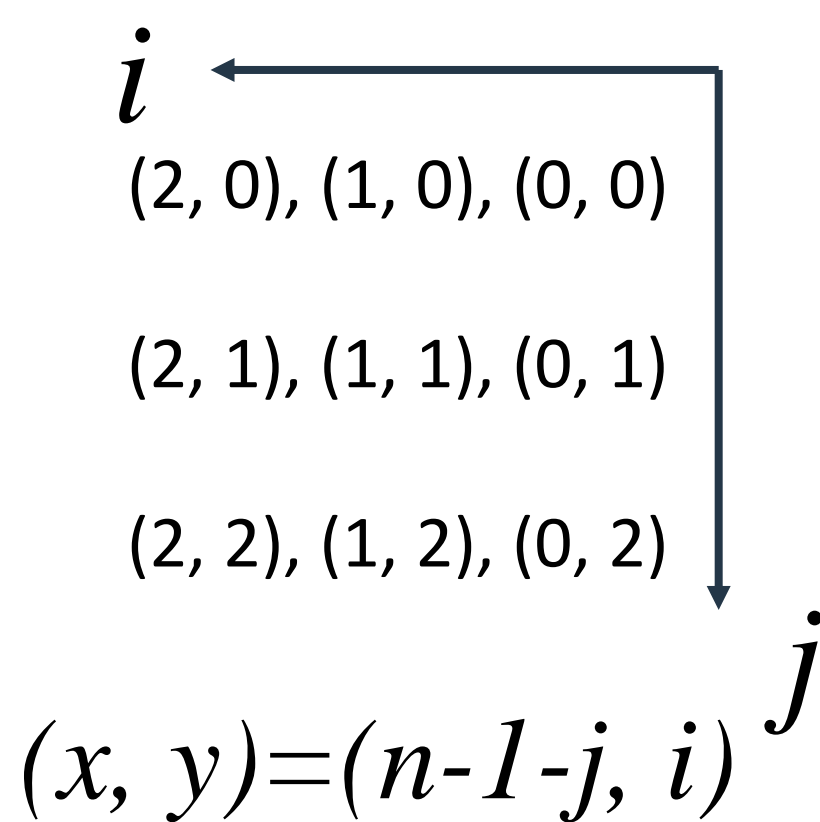 i
(2, 0), (1, 0), (0, 0)
(2, 1), (1, 1), (0, 1)
(2, 2), (1, 2), (0, 2)
j
(x, y)=(n-1-j, i)